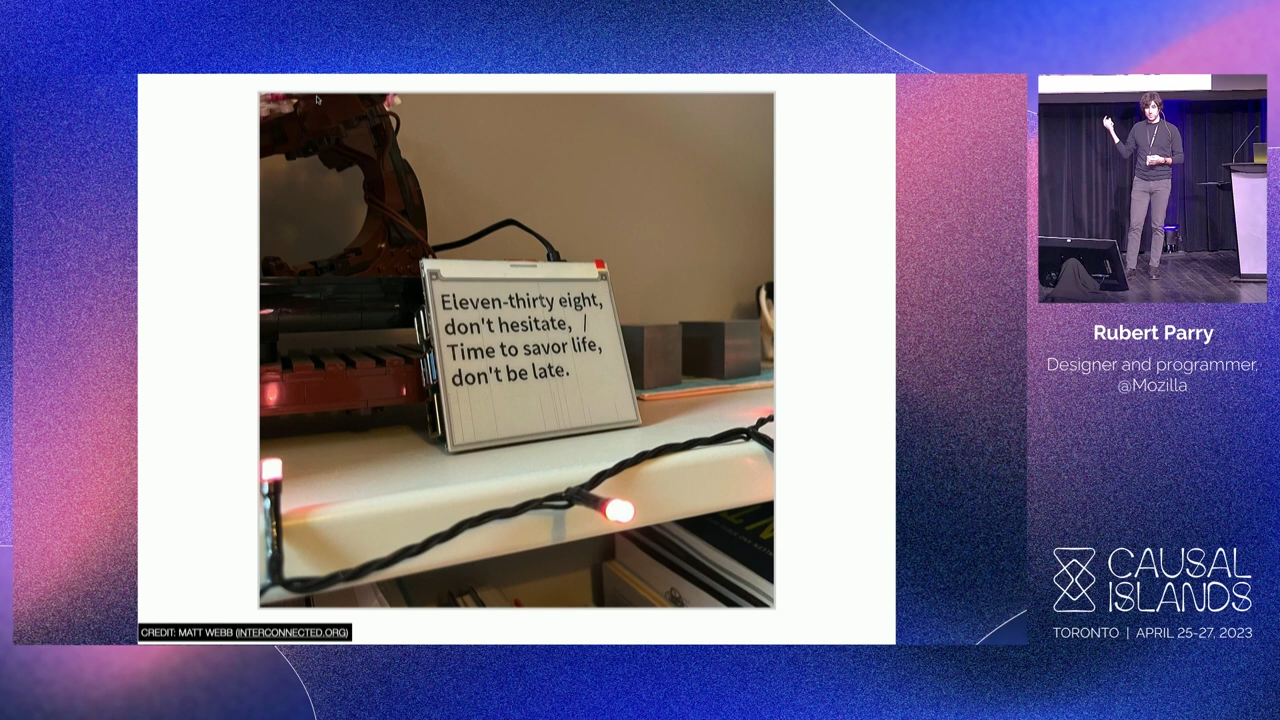 Eleven-thirty eight,
don't hesitate, /
Time to savor life,
don't be late.
CREDIT: MATT WEBB (INTERCONNECTED.ORG)
Rubert Parry
Designer and programmer,
@Mozilla
CAUSAL
ISLANDS
TORONTO | APRIL 25-27, 2023